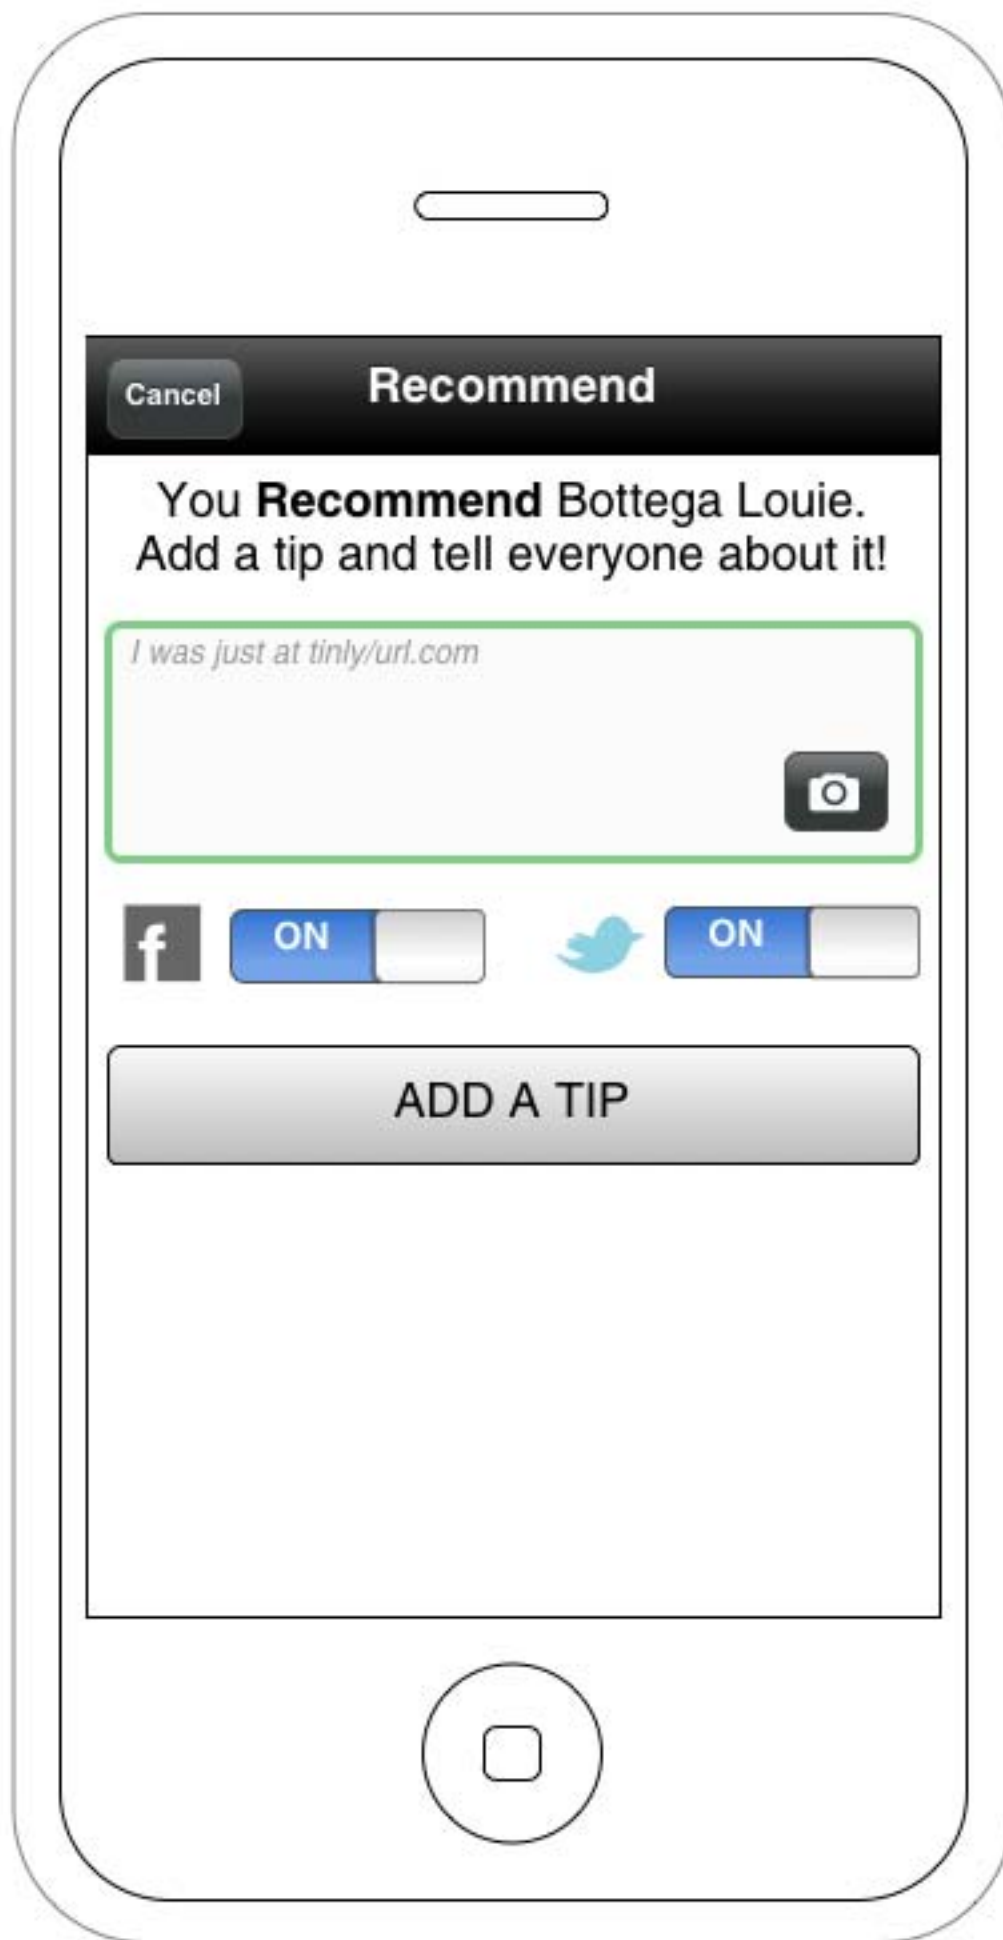 Cancel
Recommend
You Recommend Bottega Louie.
Add a tip and tell everyone about it!
I was just at tinly/url.com
f
ON
ON
ADD A TIP